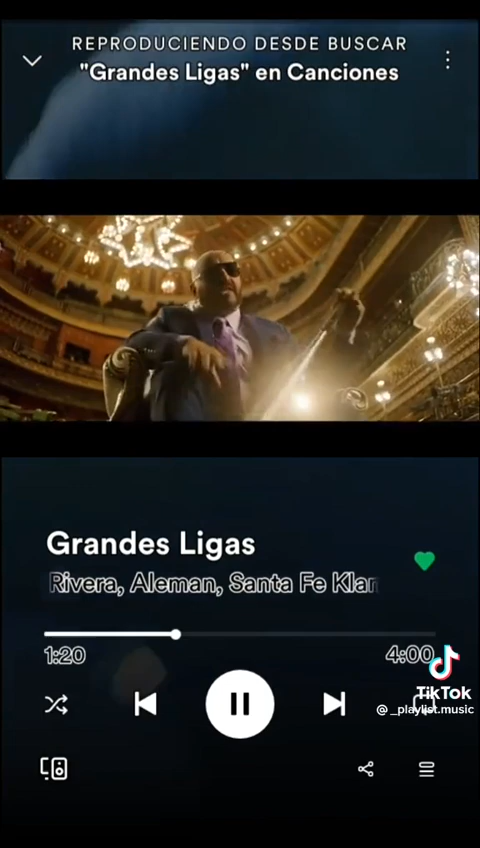 REPRODUCIENDO DESDE BUSCAR
"Grandes Ligas" en Canciones
Grandes Ligas
Rivera, Aleman, Santa Fe Klan
1:20
4:00
TikTok
@_playlist.music